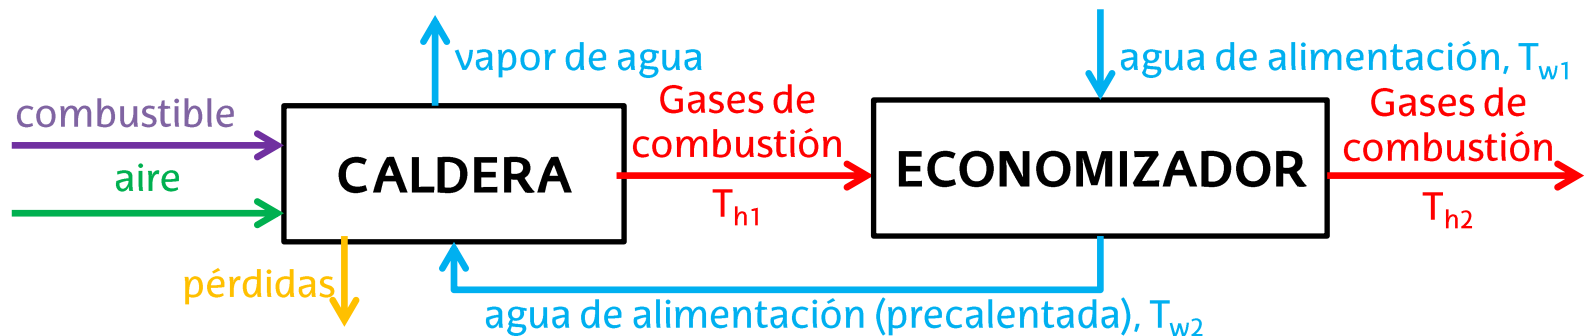 vapor de agua
agua de alimentación, Tw1
combustible
Gases de
combustión
Gases de
combustión
aire
CALDERA
ECONOMIZADOR
Th1
Th2
pérdidas
agua de alimentación (precalentada), Tw2